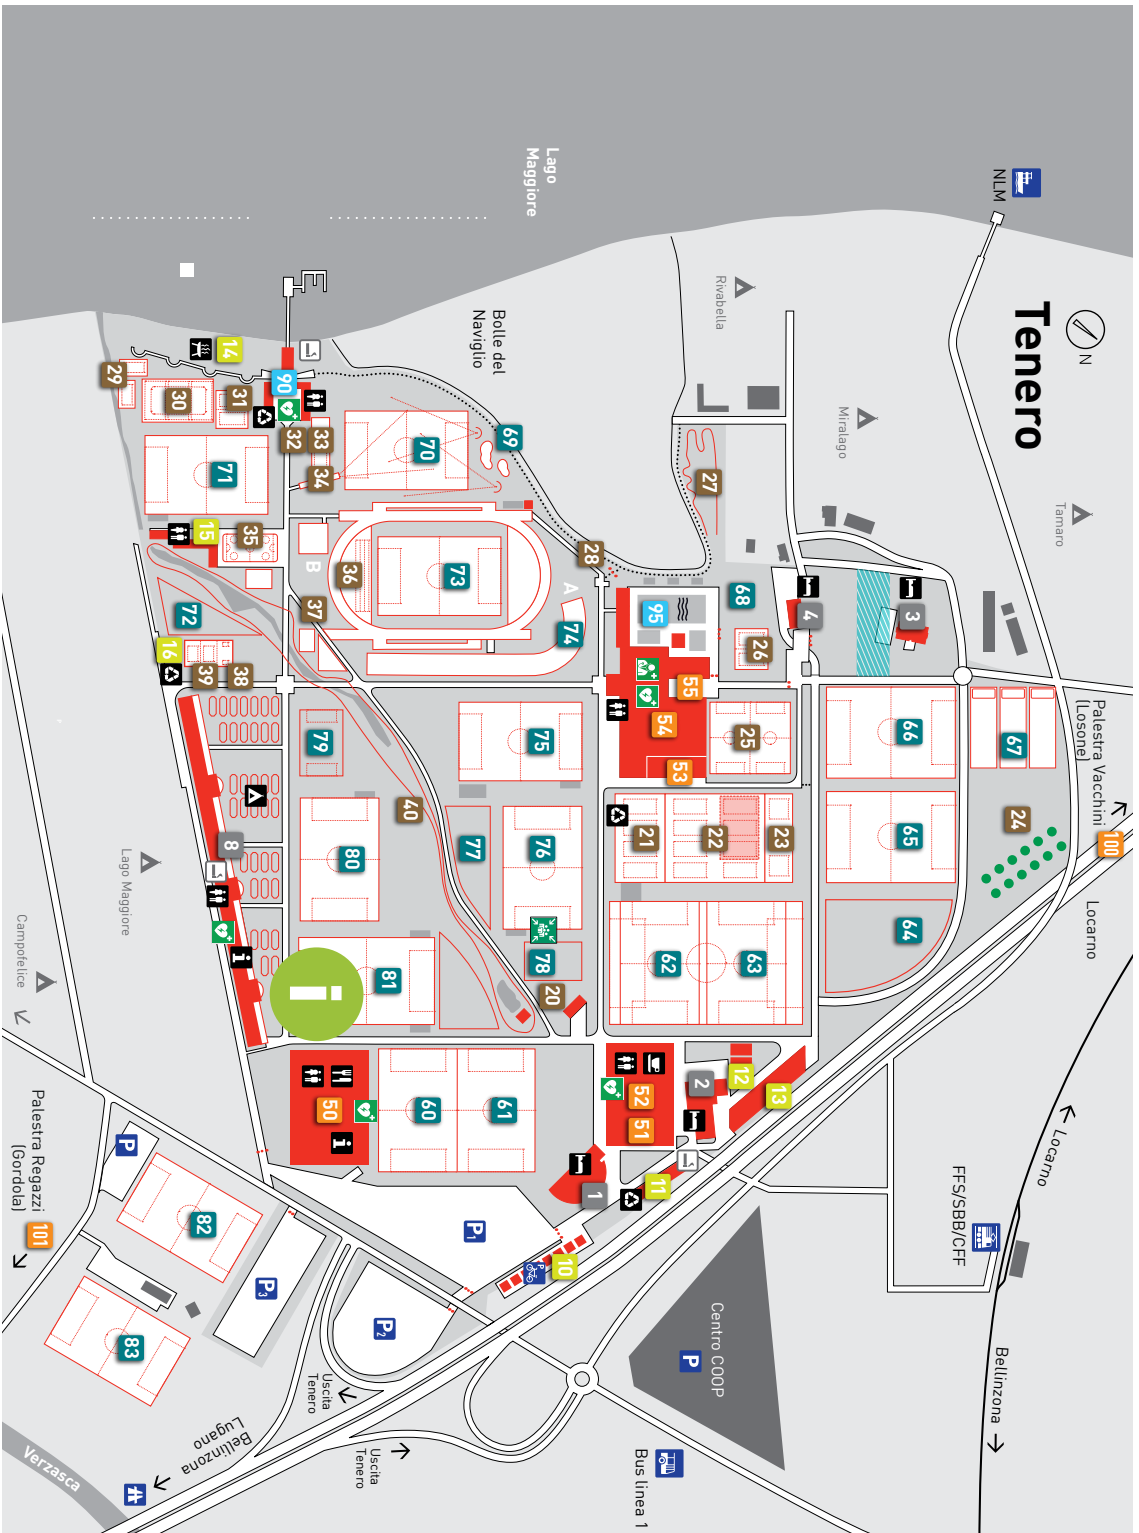 Tenero
N
NLM
Lago
Maggiore
Bolle del
Naviglio
Rivabella
Miralago
Tamaro
Palestra Vacchini
(Losone)
100
Locarno
Locarno
FFS/SBB/CFF
Bellinzona
Bus linea 1
Centro COOP
P
Uscita
Tenero
Uscita
Tenero
Bellinzona
Lugano
Verzasca
Palestra Regazzi
(Gordola)
101
Campofelice
Lago Maggiore
14
90
29
30
31
32
33
34
69
70
71
27
15
35
28
36
73
B
A
37
74
72
16
39
38
95
68
26
4
3
55
54
25
53
66
67
24
79
75
8
80
40
77
76
21
22
23
65
64
81
78
20
62
63
i
i
50
i
60
61
52
51
2
12
13
1
11
10
P
P1
P2
P3
P
82
83